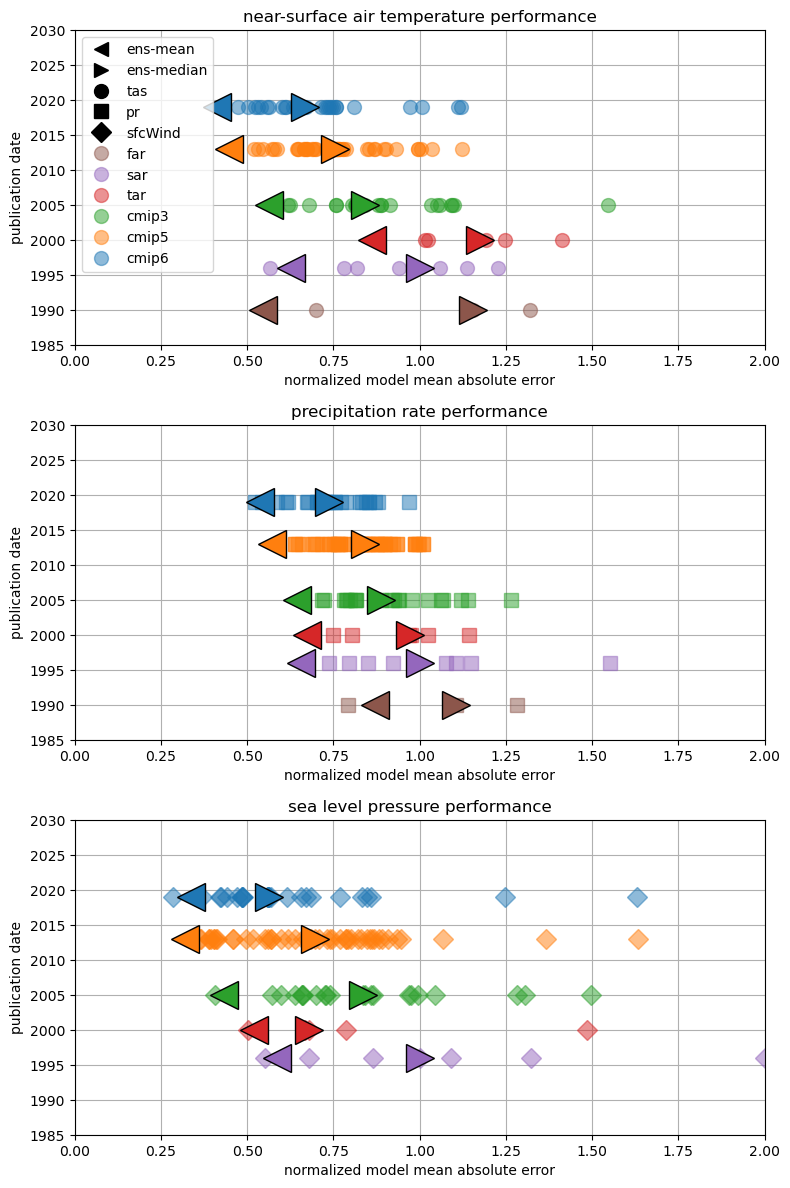 near-surface air temperature performance
2030
2025
2020
2015
2010
2005
2000
1995
1990
1985
publication date
ens-mean
ens-median
tas
pr
sfcWind
far
sar
tar
cmip3
cmip5
cmip6
0.00 0.25 0.50 0.75 1.00 1.25 1.50 1.75 2.00
normalized model mean absolute error
precipitation rate performance
2030
2025
2020
2015
2010
2005
2000
1995
1990
1985
publication date
0.00 0.25 0.50 0.75 1.00 1.25 1.50 1.75 2.00
normalized model mean absolute error
sea level pressure performance
2030
2025
2020
2015
2010
2005
2000
1995
1990
1985
publication date
0.00 0.25 0.50 0.75 1.00 1.25 1.50 1.75 2.00
normalized model mean absolute error